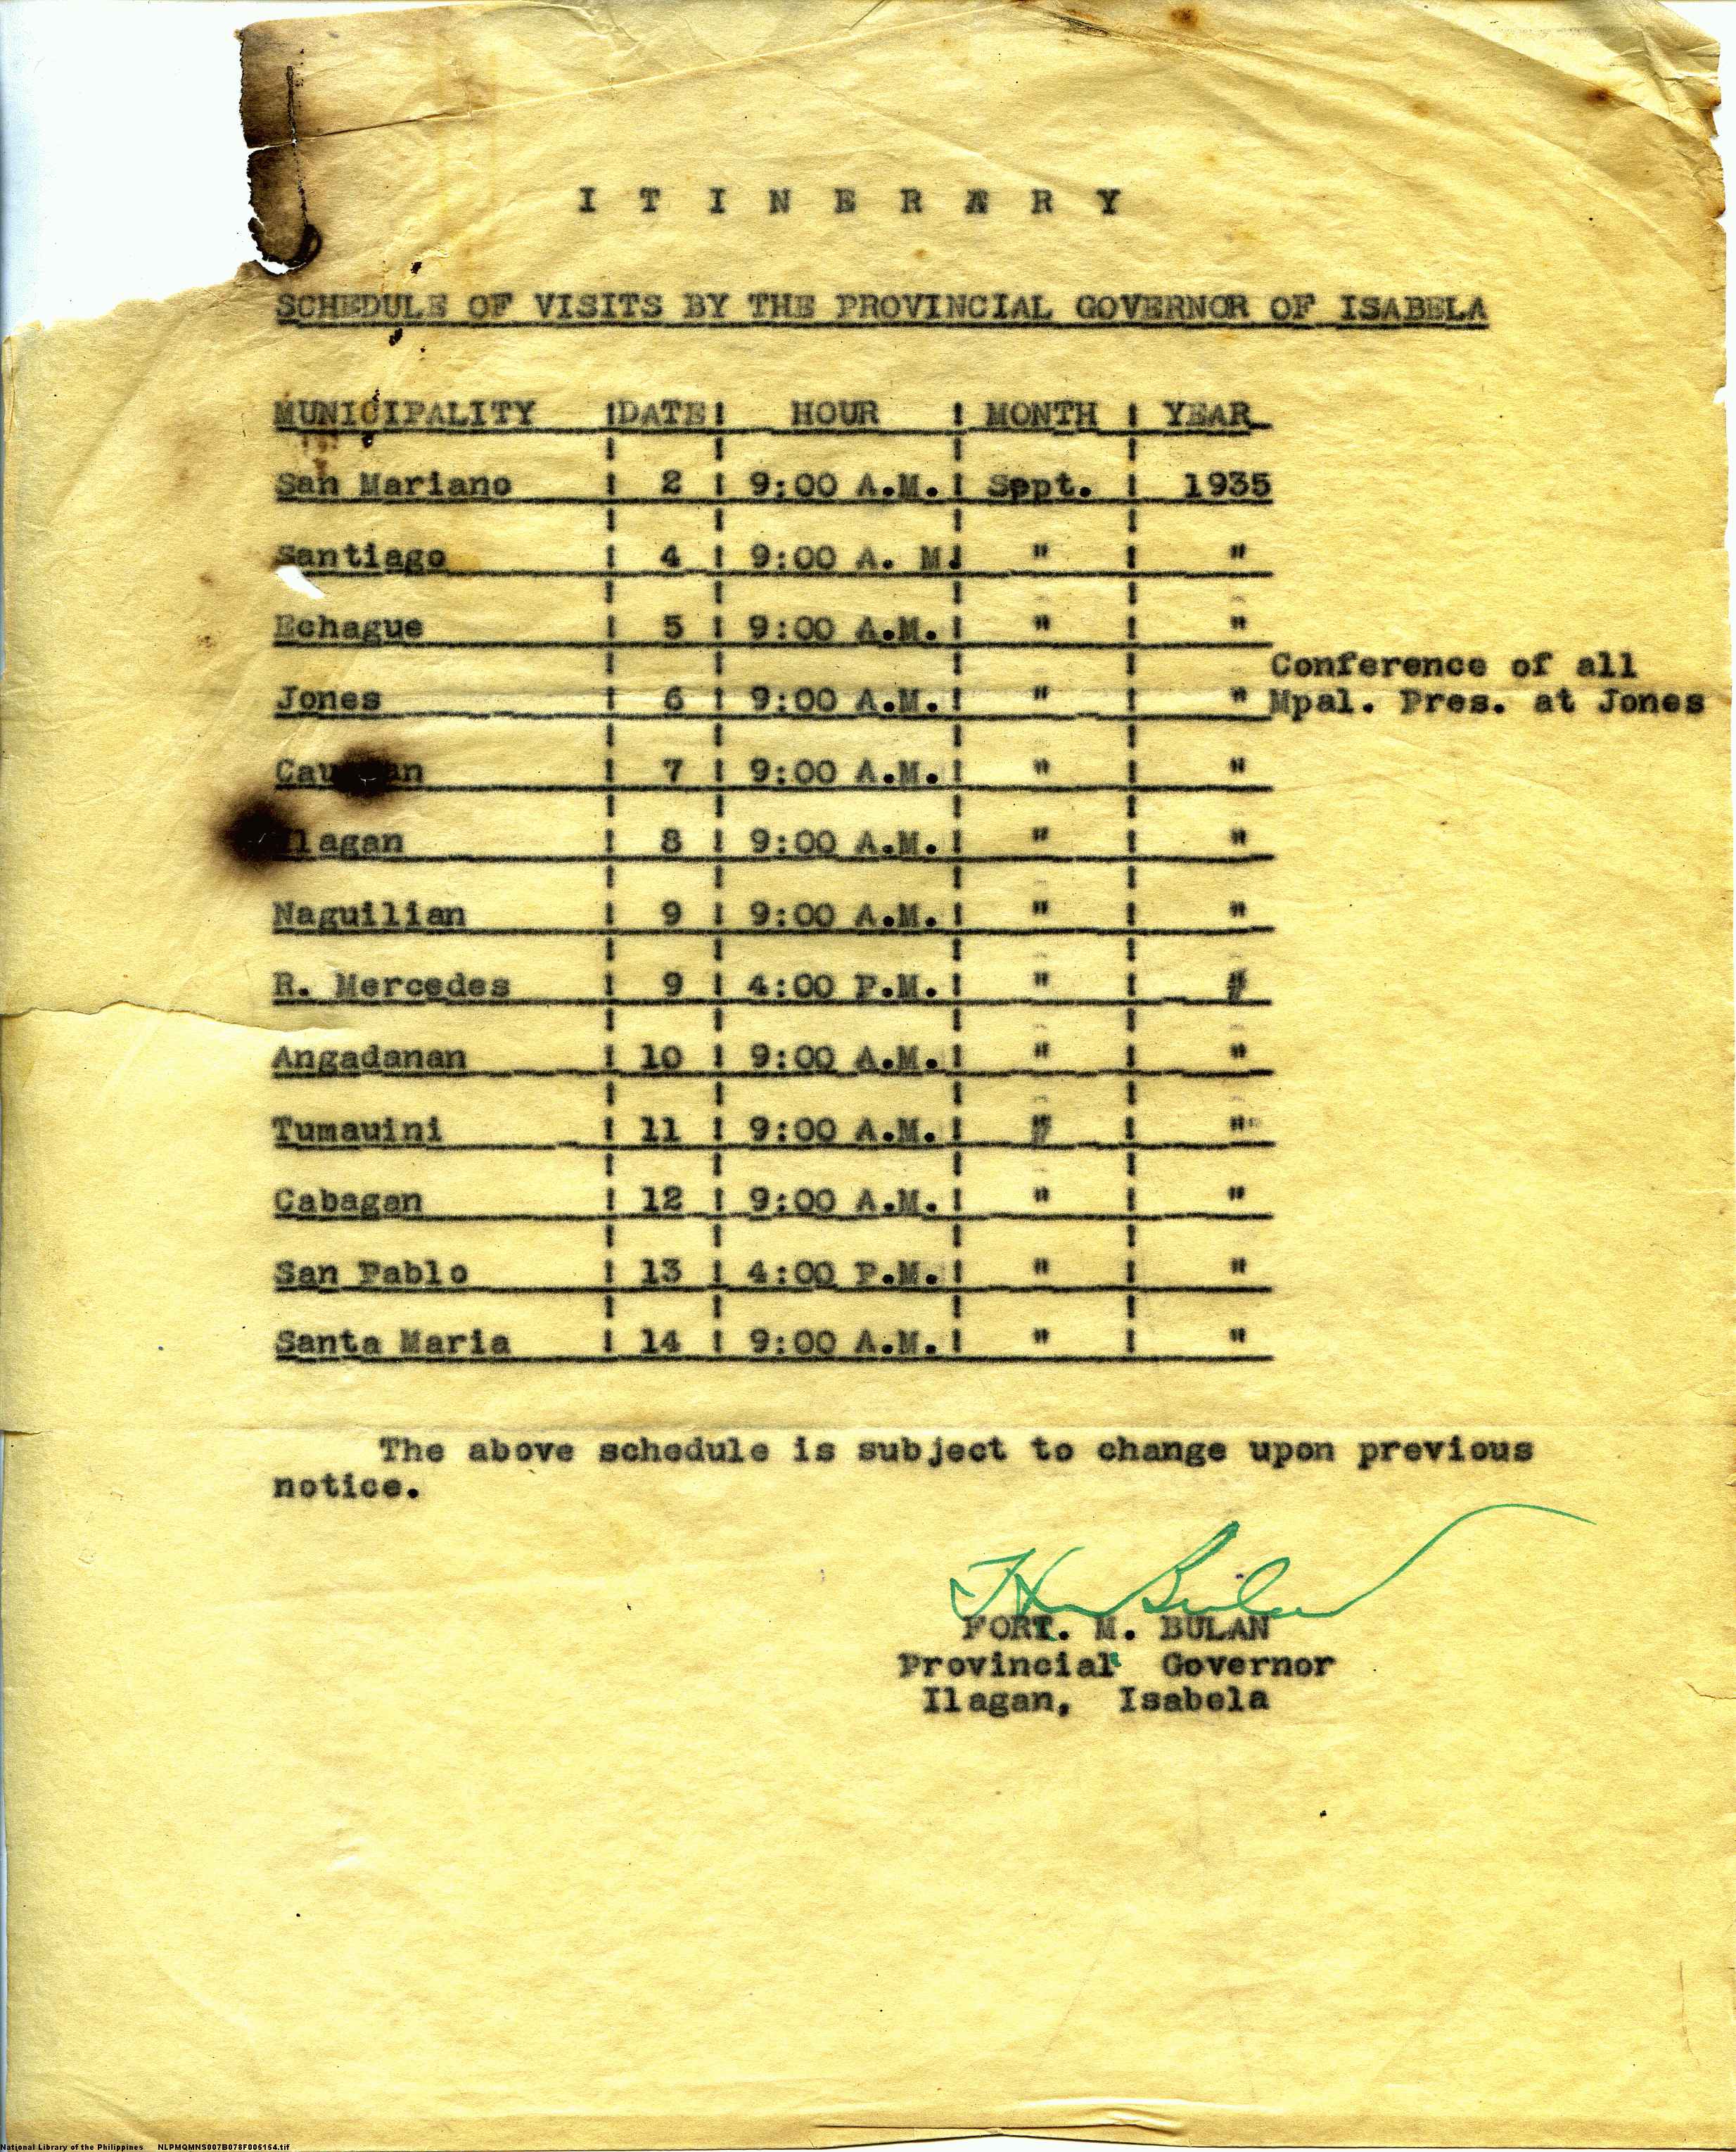 I T I N E R A R Y
SCHEDULE OF VISITS BY THE PROVINCIAL GOVERNOR OF ISABELA
MUNICIPALITY ! DATE ! HOUR ! MONTH ! YEAR
San Mariano ! 2 ! 9:00 A.M. ! Sept. ! 1935
Santiago ! 4 ! 9:00 A. M. ! " ! "
Echague ! 5 ! 9:00 A.M. ! " ! "
Conference of all
Jones ! 6 ! 9:00 A.M. ! " ! " Mpal. Pres. at Jones
! 7 ! 9:00 A.M. ! " ! "
Ilagan ! 8 ! 9:00 A.M. ! " ! "
Naguilian ! 9 ! 9:00 A.M. ! " ! "
R. Mercedes ! 9 ! 4:00 P.M. ! " ! "
Angadanan ! 10 ! 9:00 A.M. ! " ! "
Tumauini ! 11 ! 9:00 A.M. ! " ! "
Cabagan ! 12 ! 9:00 A.M. ! " ! "
San Pablo ! 13 ! 4:00 P.M. ! " ! "
Santa Maria ! 14 ! 9:00 A.M. ! " ! "
The above schedule is subject to change upon previous
notice.
FORT. M. BULAN
Provincial Governor
Ilagan, Isabela
National Library of the Philippines NLPMQMNS007B078F006154.tif